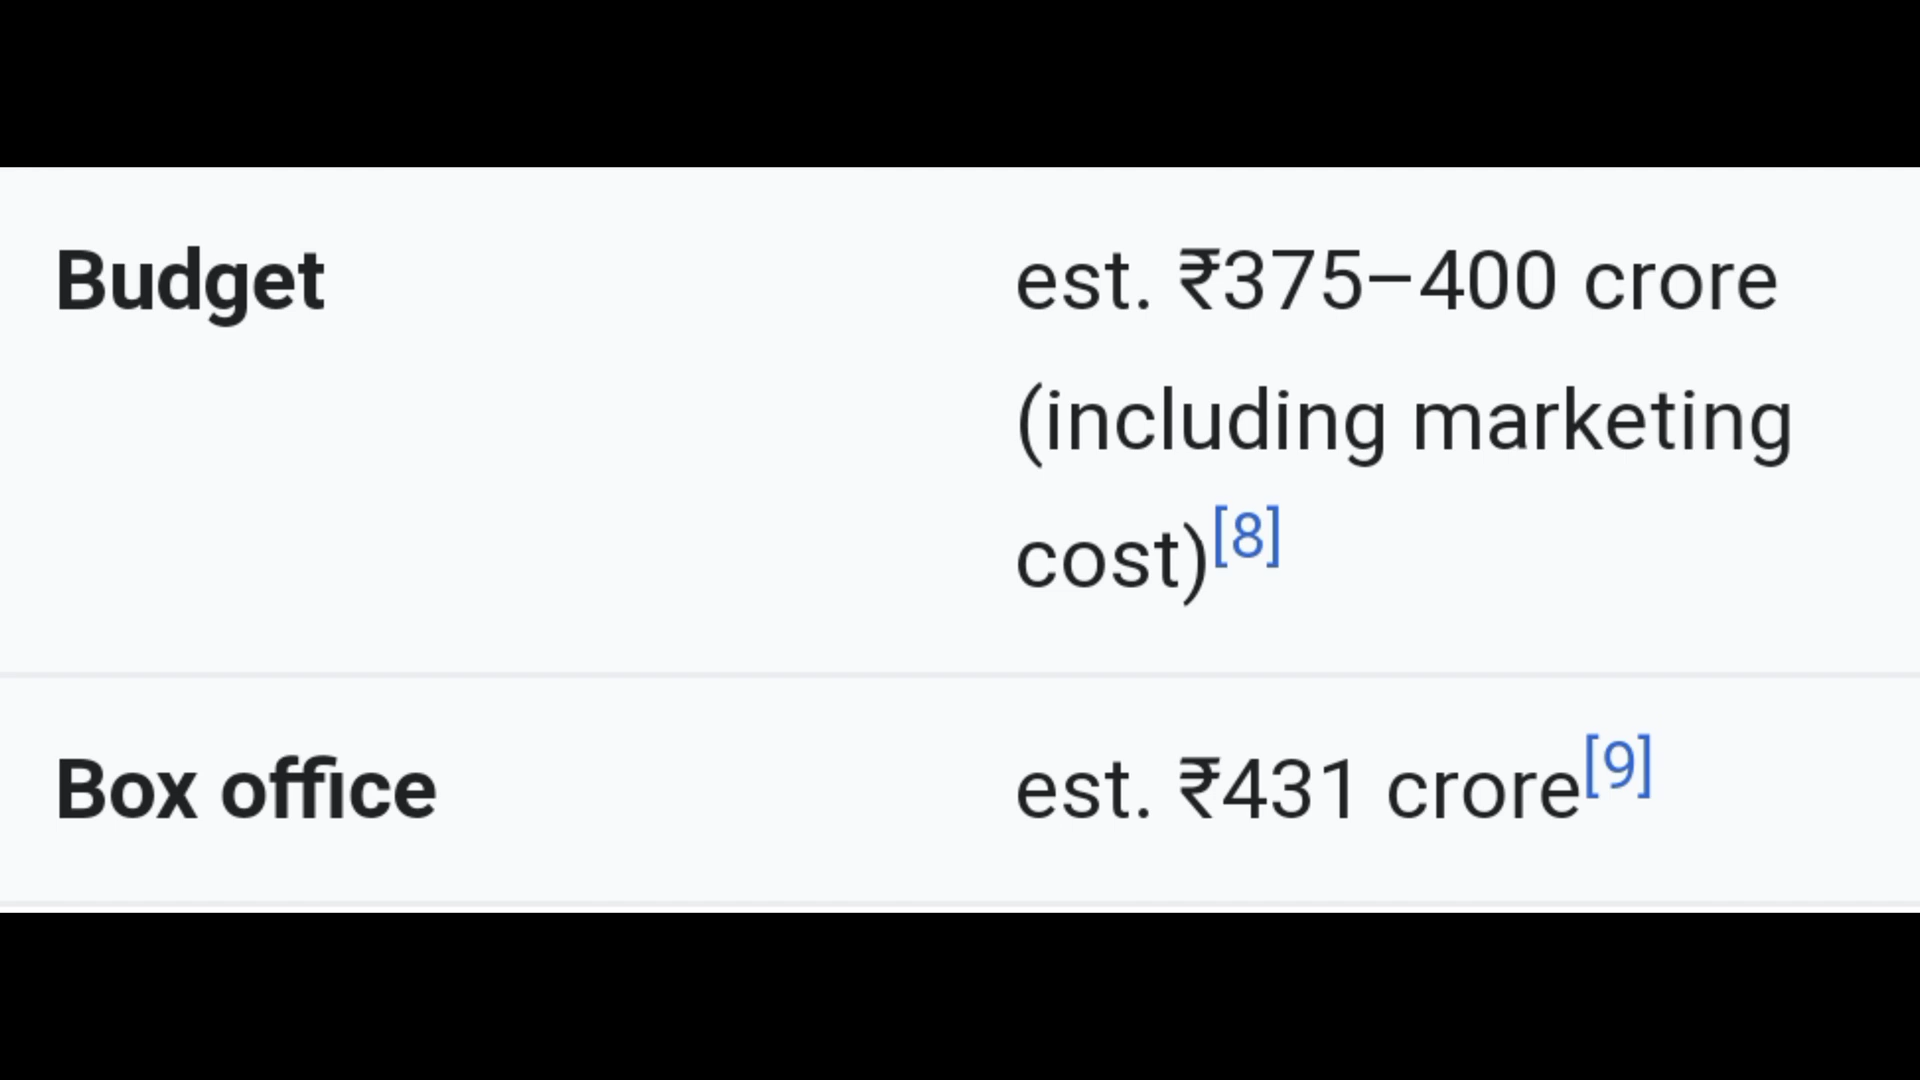 Budget
est. ₹375–400 crore
(including marketing
cost)[8]
Box office
est. ₹431 crore[9]